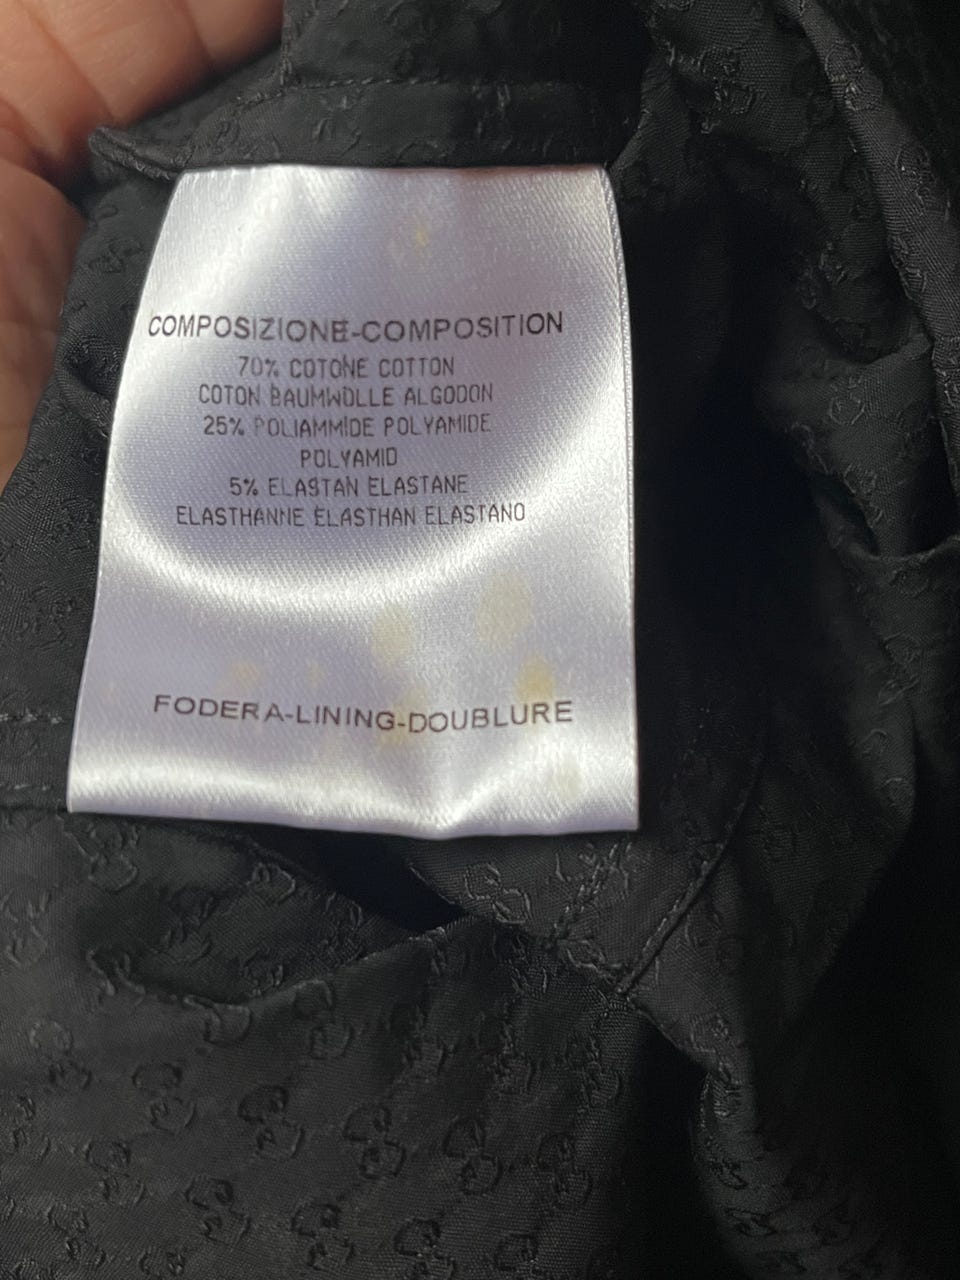 COMPOSIZIONE-COMPOSITION
70% COTONE COTTON
COTON BAUMWOLLE ALGODON
25% POLIAMMIDE POLYAMIDE
POLYAMID
5% ELASTAN ELASTANE
ELASTHANNE ELASTHAN ELASTANO
FODERA-LINING-DOUBLURE